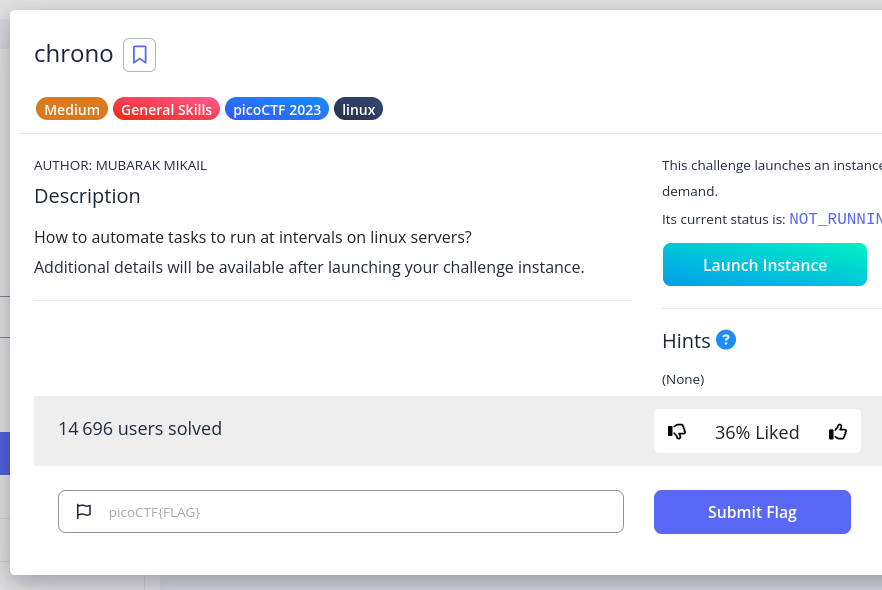 chrono
Medium General Skills picoCTF 2023 linux
AUTHOR: MUBARAK MIKAIL
Description
How to automate tasks to run at intervals on linux servers?
Additional details will be available after launching your challenge instance.
This challenge launches an instance
demand.
Its current status is: NOT_RUNNIN
Launch Instance
Hints ?
(None)
14 696 users solved
36% Liked
picoCTF{FLAG}
Submit Flag